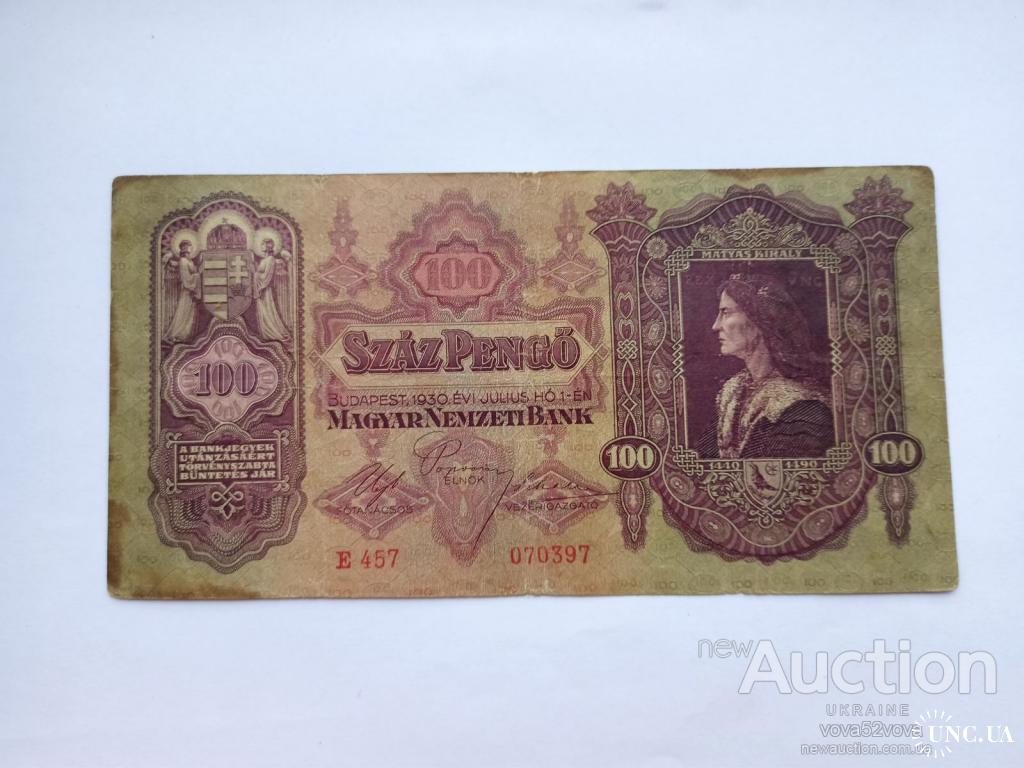 100
SZÁZ PENGŐ
BUDAPEST, 1930. ÉVI JULIUS HÓ 1-ÉN
MAGYAR NEMZETI BANK
100
A BANKJEGYEK
UTÁNZÁSÁÉRT
TÖRVÉNYSZABTA
BÜNTETÉS JÁR
ELNÖK
FŐTANÁCSOS
VEZÉRIGAZGATÓ
E 457
070397
MÁTYÁS KIRÁLY
100
1440
1490
100
new Auction
UKRAINE
vova52vova
newauction.com.ua
UNC.UA